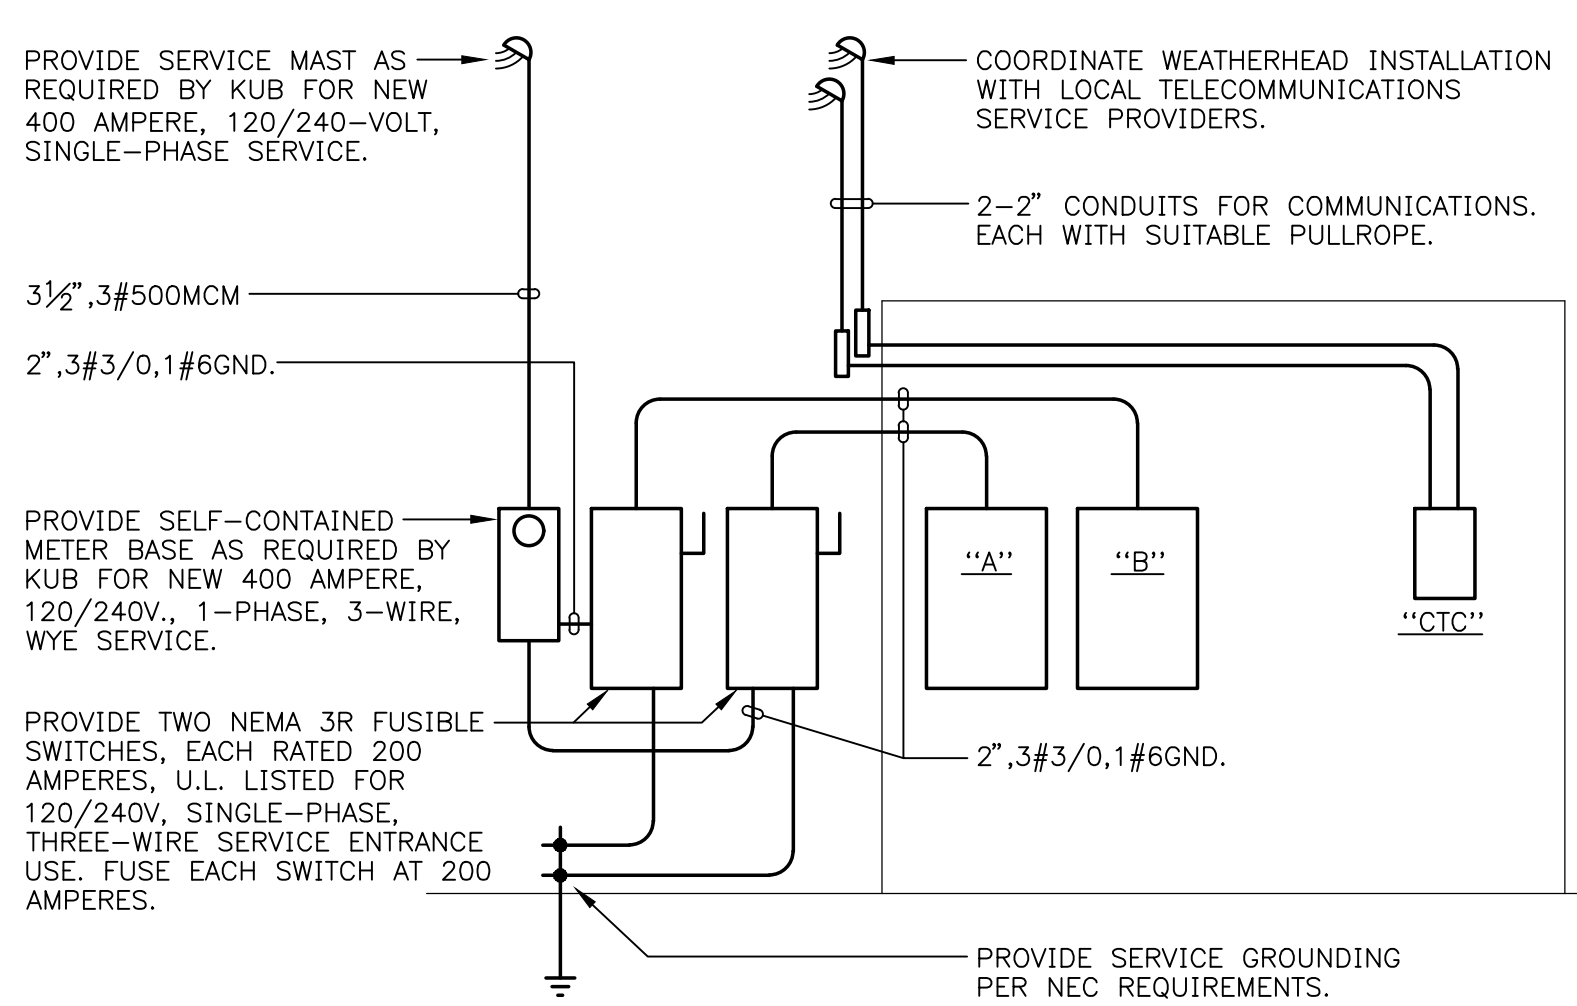 PROVIDE SERVICE MAST AS
REQUIRED BY KUB FOR NEW
400 AMPERE, 120/240-VOLT,
SINGLE-PHASE SERVICE.
COORDINATE WEATHERHEAD INSTALLATION
WITH LOCAL TELECOMMUNICATIONS
SERVICE PROVIDERS.
2-2” CONDUITS FOR COMMUNICATIONS.
EACH WITH SUITABLE PULLROPE.
3½”,3#500MCM
2”,3#3/0,1#6GND.
PROVIDE SELF-CONTAINED
METER BASE AS REQUIRED BY
KUB FOR NEW 400 AMPERE,
120/240V., 1-PHASE, 3-WIRE,
WYE SERVICE.
“A”
“B”
“CTC”
PROVIDE TWO NEMA 3R FUSIBLE
SWITCHES, EACH RATED 200
AMPERES, U.L. LISTED FOR
120/240V, SINGLE-PHASE,
THREE-WIRE SERVICE ENTRANCE
USE. FUSE EACH SWITCH AT 200
AMPERES.
2”,3#3/0,1#6GND.
PROVIDE SERVICE GROUNDING
PER NEC REQUIREMENTS.